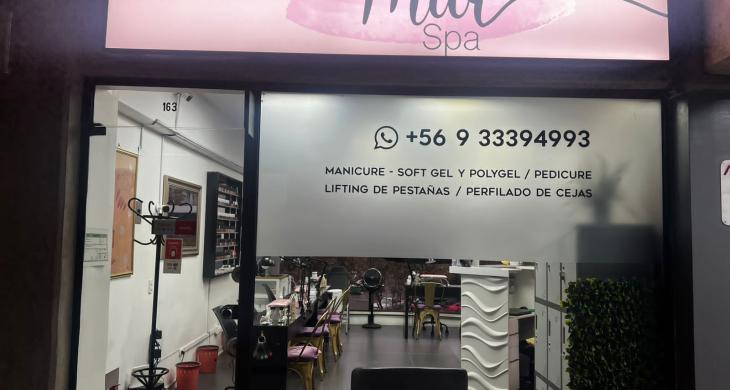 Spa
163
+56 9 33394993
MANICURE - SOFT GEL Y POLYGEL / PEDICURE
LIFTING DE PESTAÑAS / PERFILADO DE CEJAS